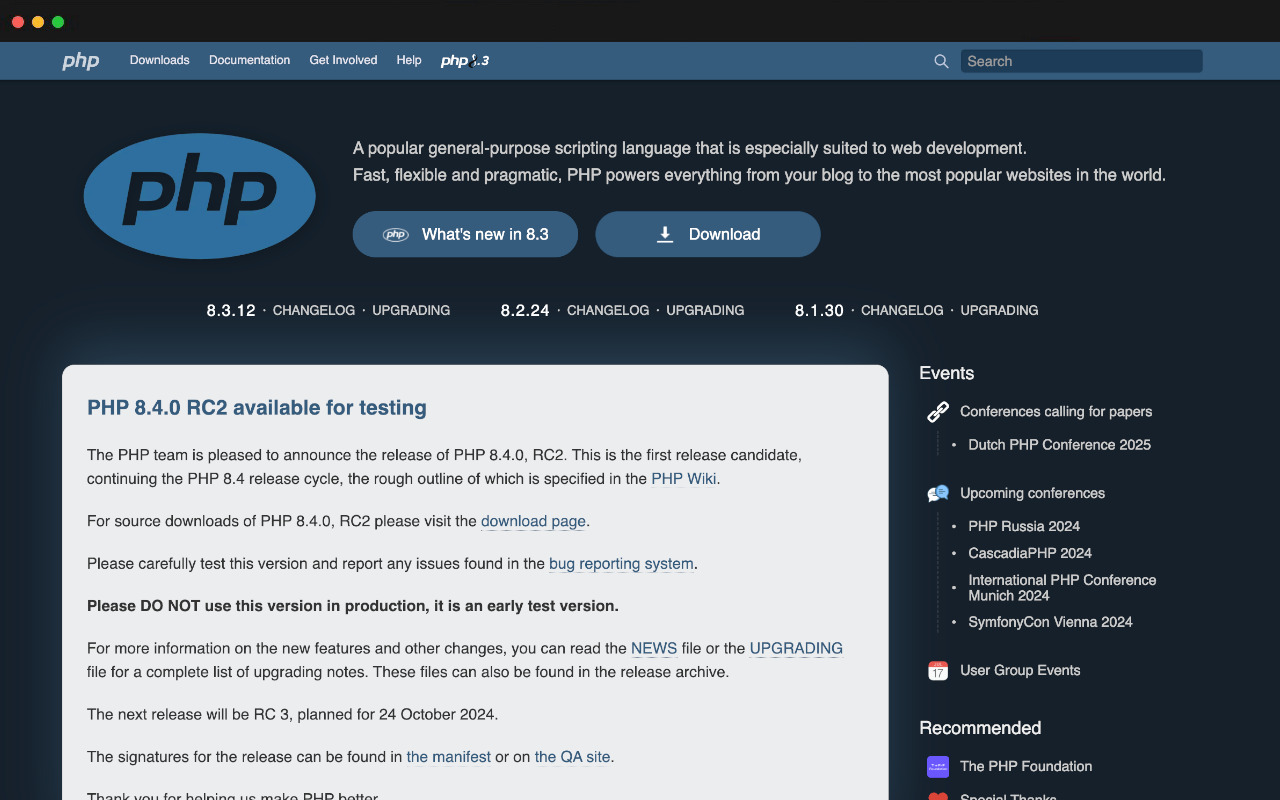 php Downloads Documentation Get Involved Help php8.3 Search
php
A popular general-purpose scripting language that is especially suited to web development.
Fast, flexible and pragmatic, PHP powers everything from your blog to the most popular websites in the world.
php What's new in 8.3 Download
8.3.12 · CHANGELOG · UPGRADING 8.2.24 · CHANGELOG · UPGRADING 8.1.30 · CHANGELOG · UPGRADING
PHP 8.4.0 RC2 available for testing
The PHP team is pleased to announce the release of PHP 8.4.0, RC2. This is the first release candidate,
continuing the PHP 8.4 release cycle, the rough outline of which is specified in the PHP Wiki.
For source downloads of PHP 8.4.0, RC2 please visit the download page.
Please carefully test this version and report any issues found in the bug reporting system.
Please DO NOT use this version in production, it is an early test version.
For more information on the new features and other changes, you can read the NEWS file or the UPGRADING
file for a complete list of upgrading notes. These files can also be found in the release archive.
The next release will be RC 3, planned for 24 October 2024.
The signatures for the release can be found in the manifest or on the QA site.
Thank you for helping us make PHP better.
Events
Conferences calling for papers
• Dutch PHP Conference 2025
Upcoming conferences
• PHP Russia 2024
• CascadiaPHP 2024
• International PHP Conference
Munich 2024
• SymfonyCon Vienna 2024
17 User Group Events
Recommended
The PHP Foundation
Special Thanks